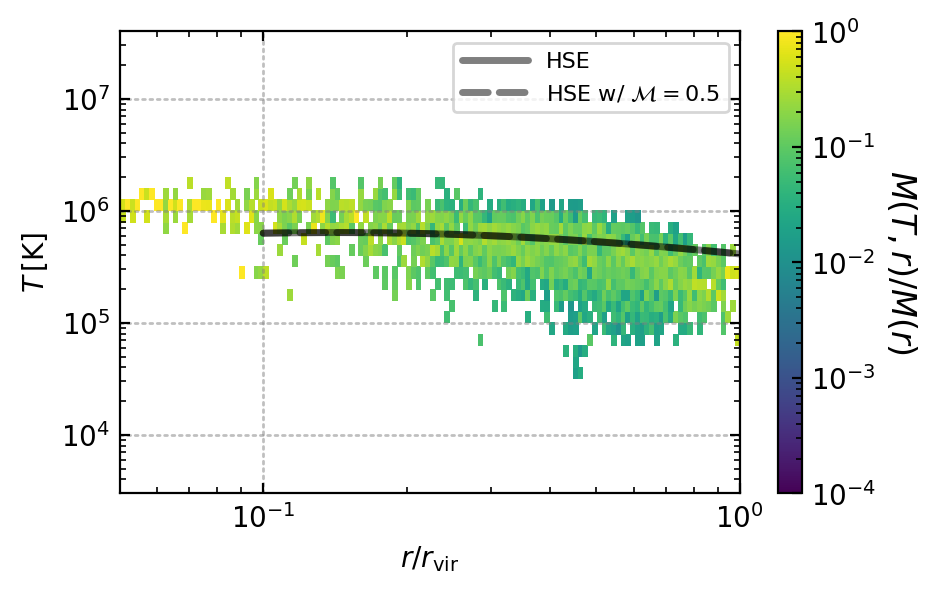 HSE
HSE w/ ℳ = 0.5
10⁷
10⁶
10⁵
10⁴
T [K]
10⁻¹
10⁰
r/r_vir
10⁰
10⁻¹
10⁻²
10⁻³
10⁻⁴
M(T, r)/M(r)